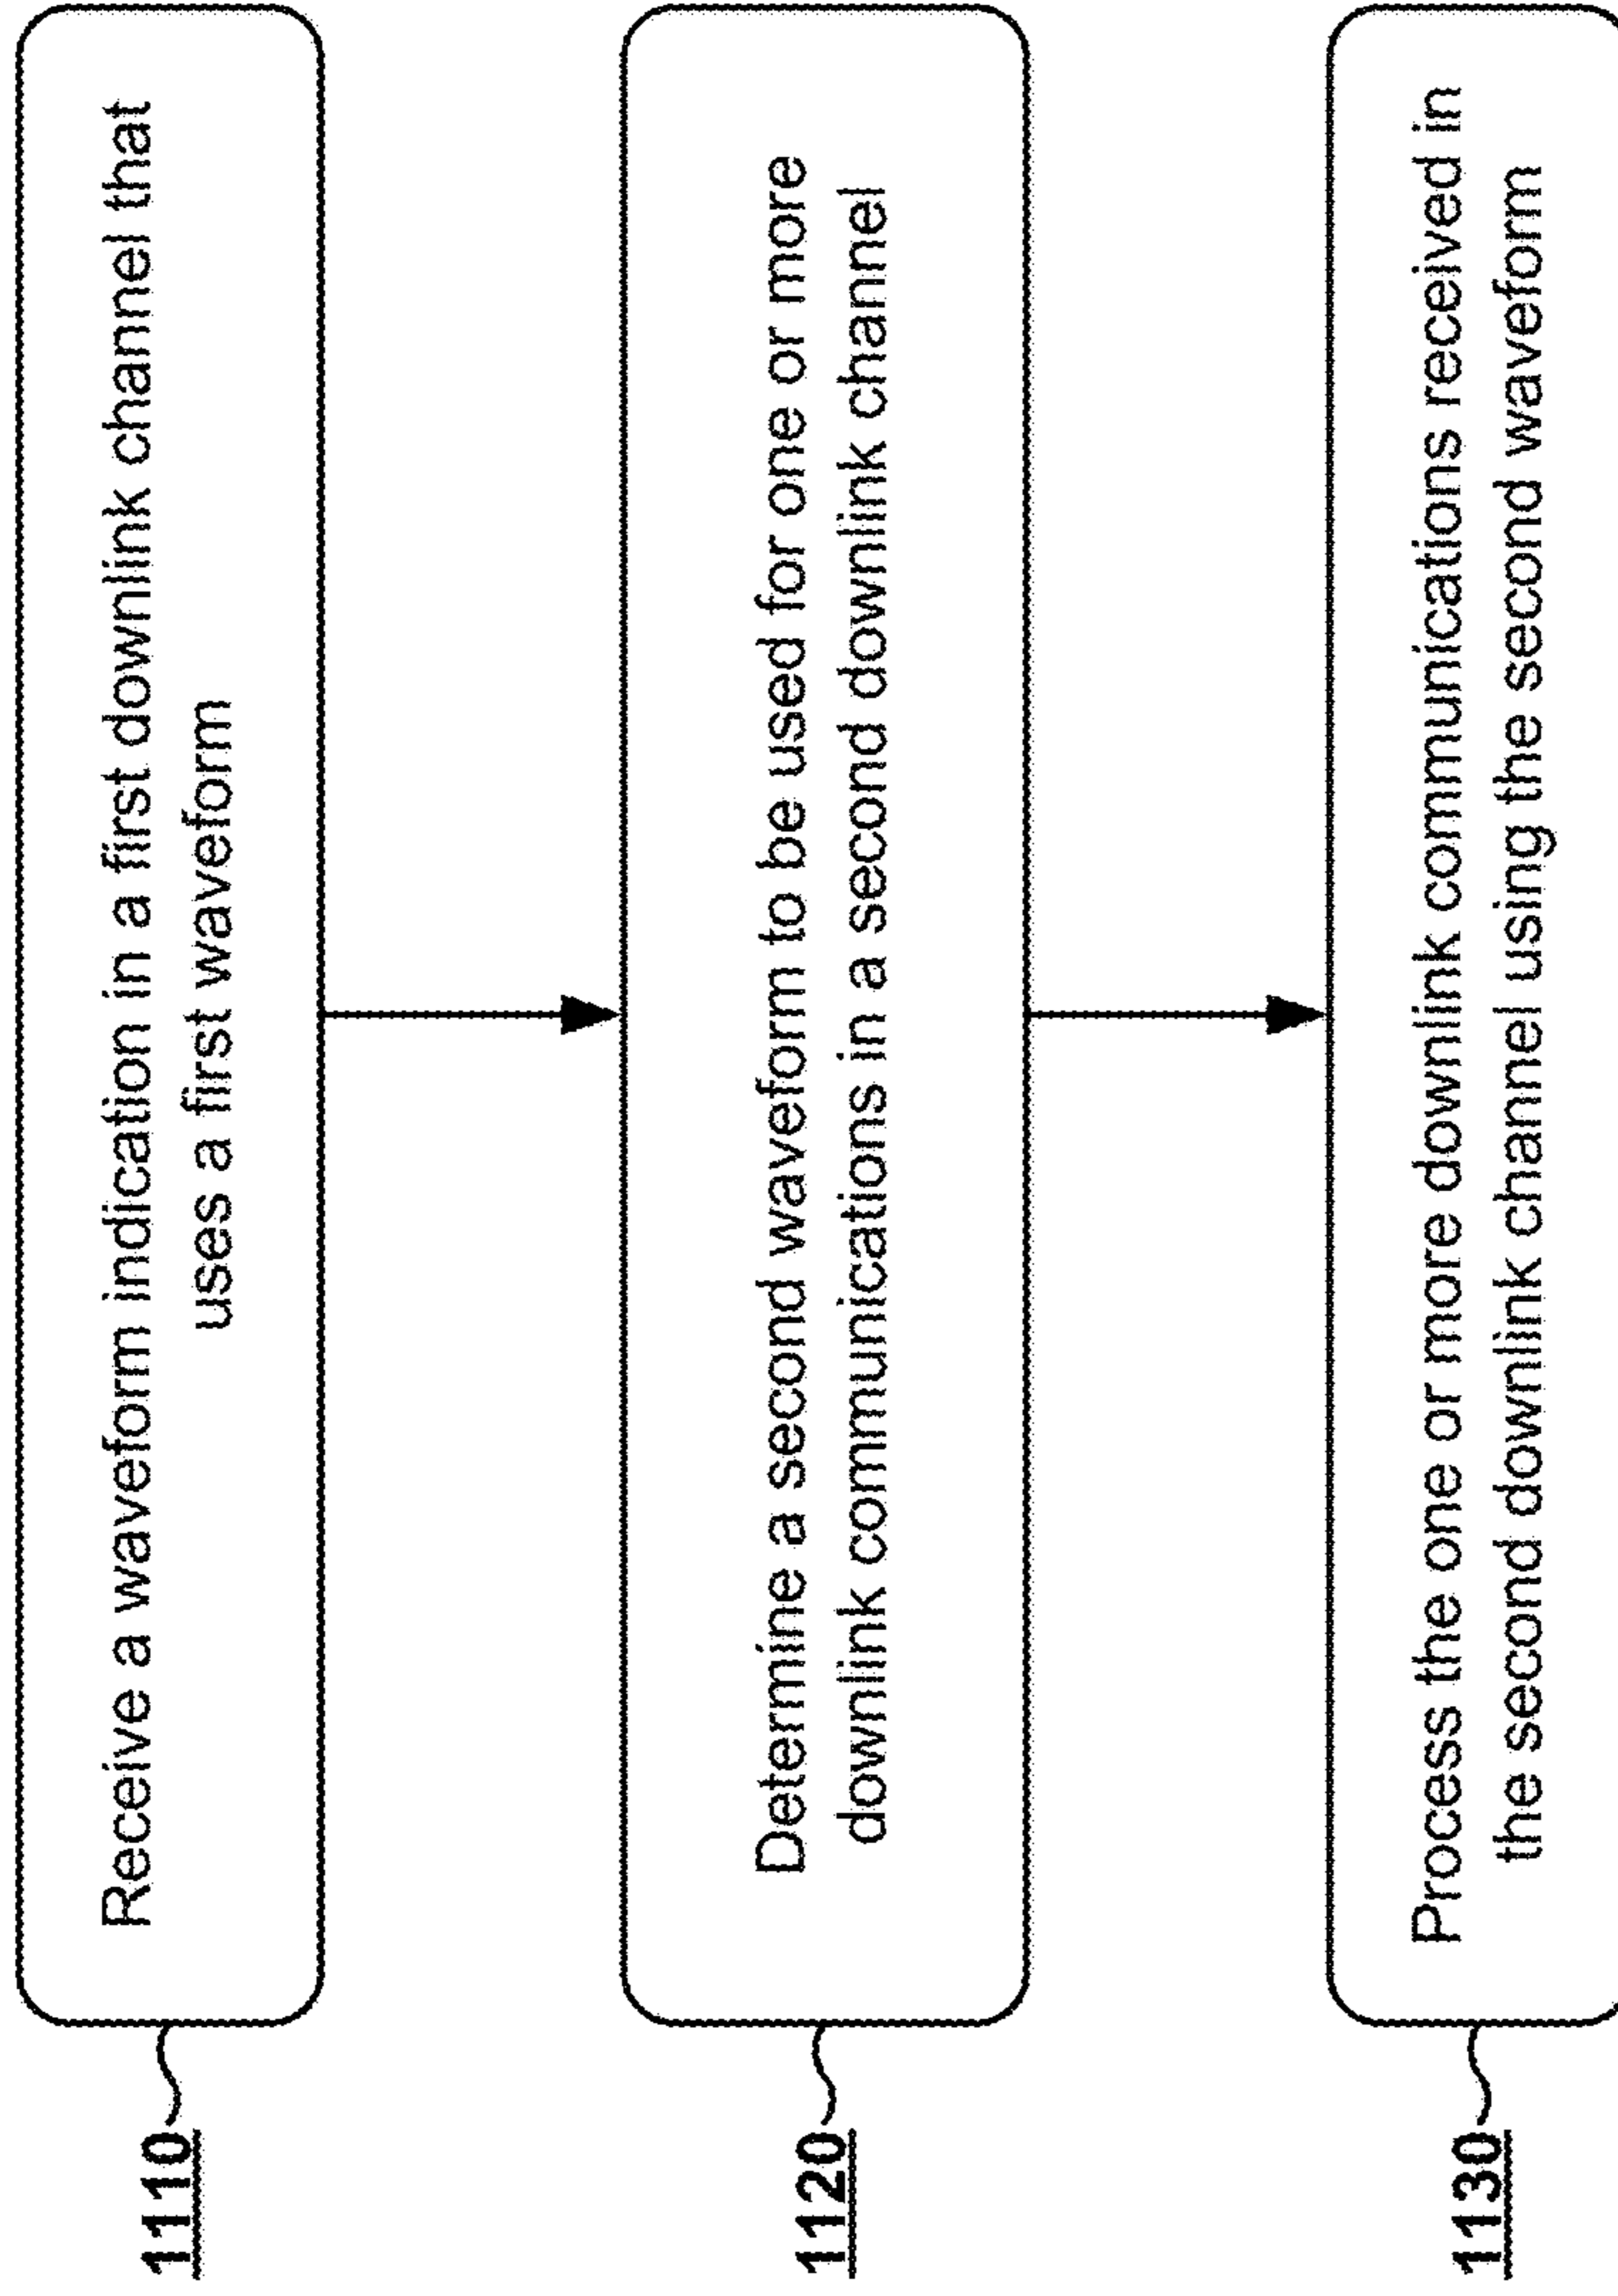 1110
Receive a waveform indication in a first downlink channel that
uses a first waveform
1120
Determine a second waveform to be used for one or more
downlink communications in a second downlink channel
1130
Process the one or more downlink communications received in
the second downlink channel using the second waveform